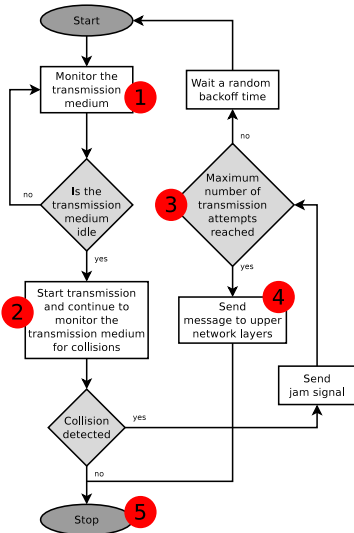 Start
Monitor the
transmission
medium
1
no
Is the
transmission
medium
idle
yes
2
Start transmission
and continue to
monitor the
transmission medium
for collisions
Collision
detected
yes
no
Stop
5
Wait a random
backoff time
no
3
Maximum
number of
transmission
attempts
reached
yes
4
Send
message to upper
network layers
Send
jam signal